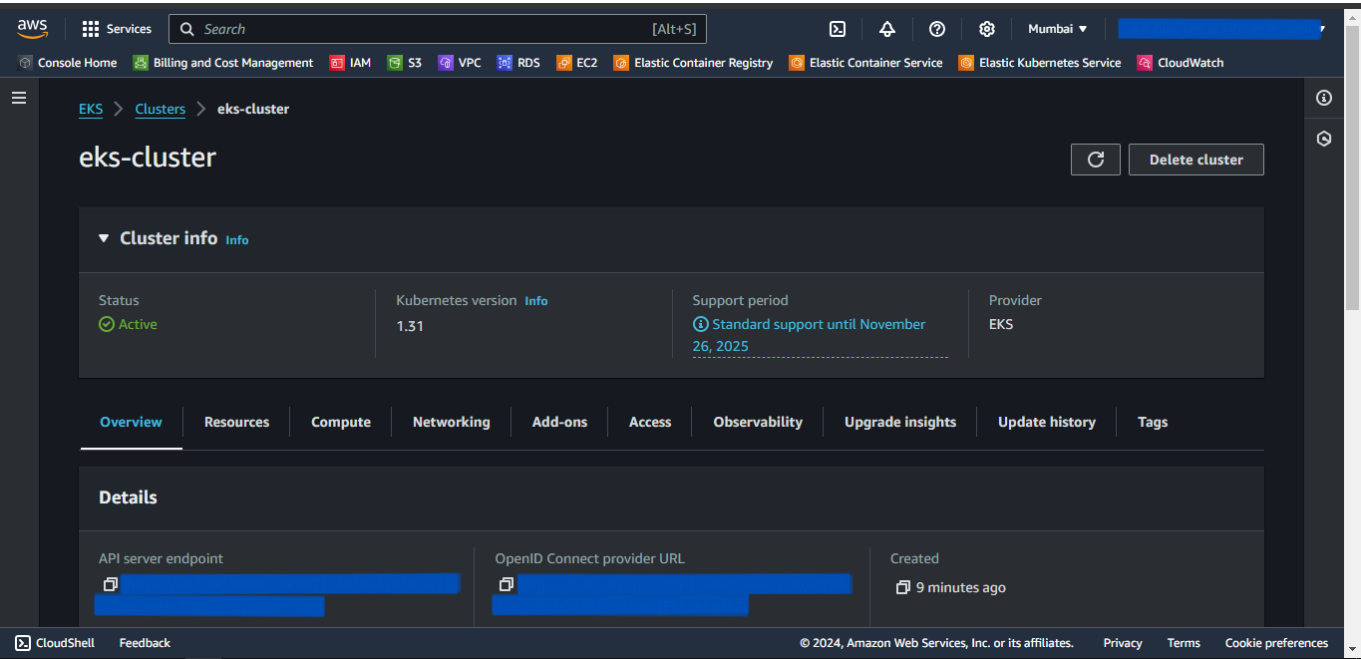 aws Services Search [Alt+S] Mumbai
Console Home Billing and Cost Management IAM S3 VPC RDS EC2 Elastic Container Registry Elastic Container Service Elastic Kubernetes Service CloudWatch
EKS Clusters eks-cluster
eks-cluster
Delete cluster
Cluster info Info
Status Kubernetes version Info Support period Provider
Active 1.31 Standard support until November EKS
26, 2025
Overview Resources Compute Networking Add-ons Access Observability Upgrade insights Update history Tags
Details
API server endpoint OpenID Connect provider URL Created
9 minutes ago
CloudShell Feedback © 2024, Amazon Web Services, Inc. or its affiliates. Privacy Terms Cookie preferences